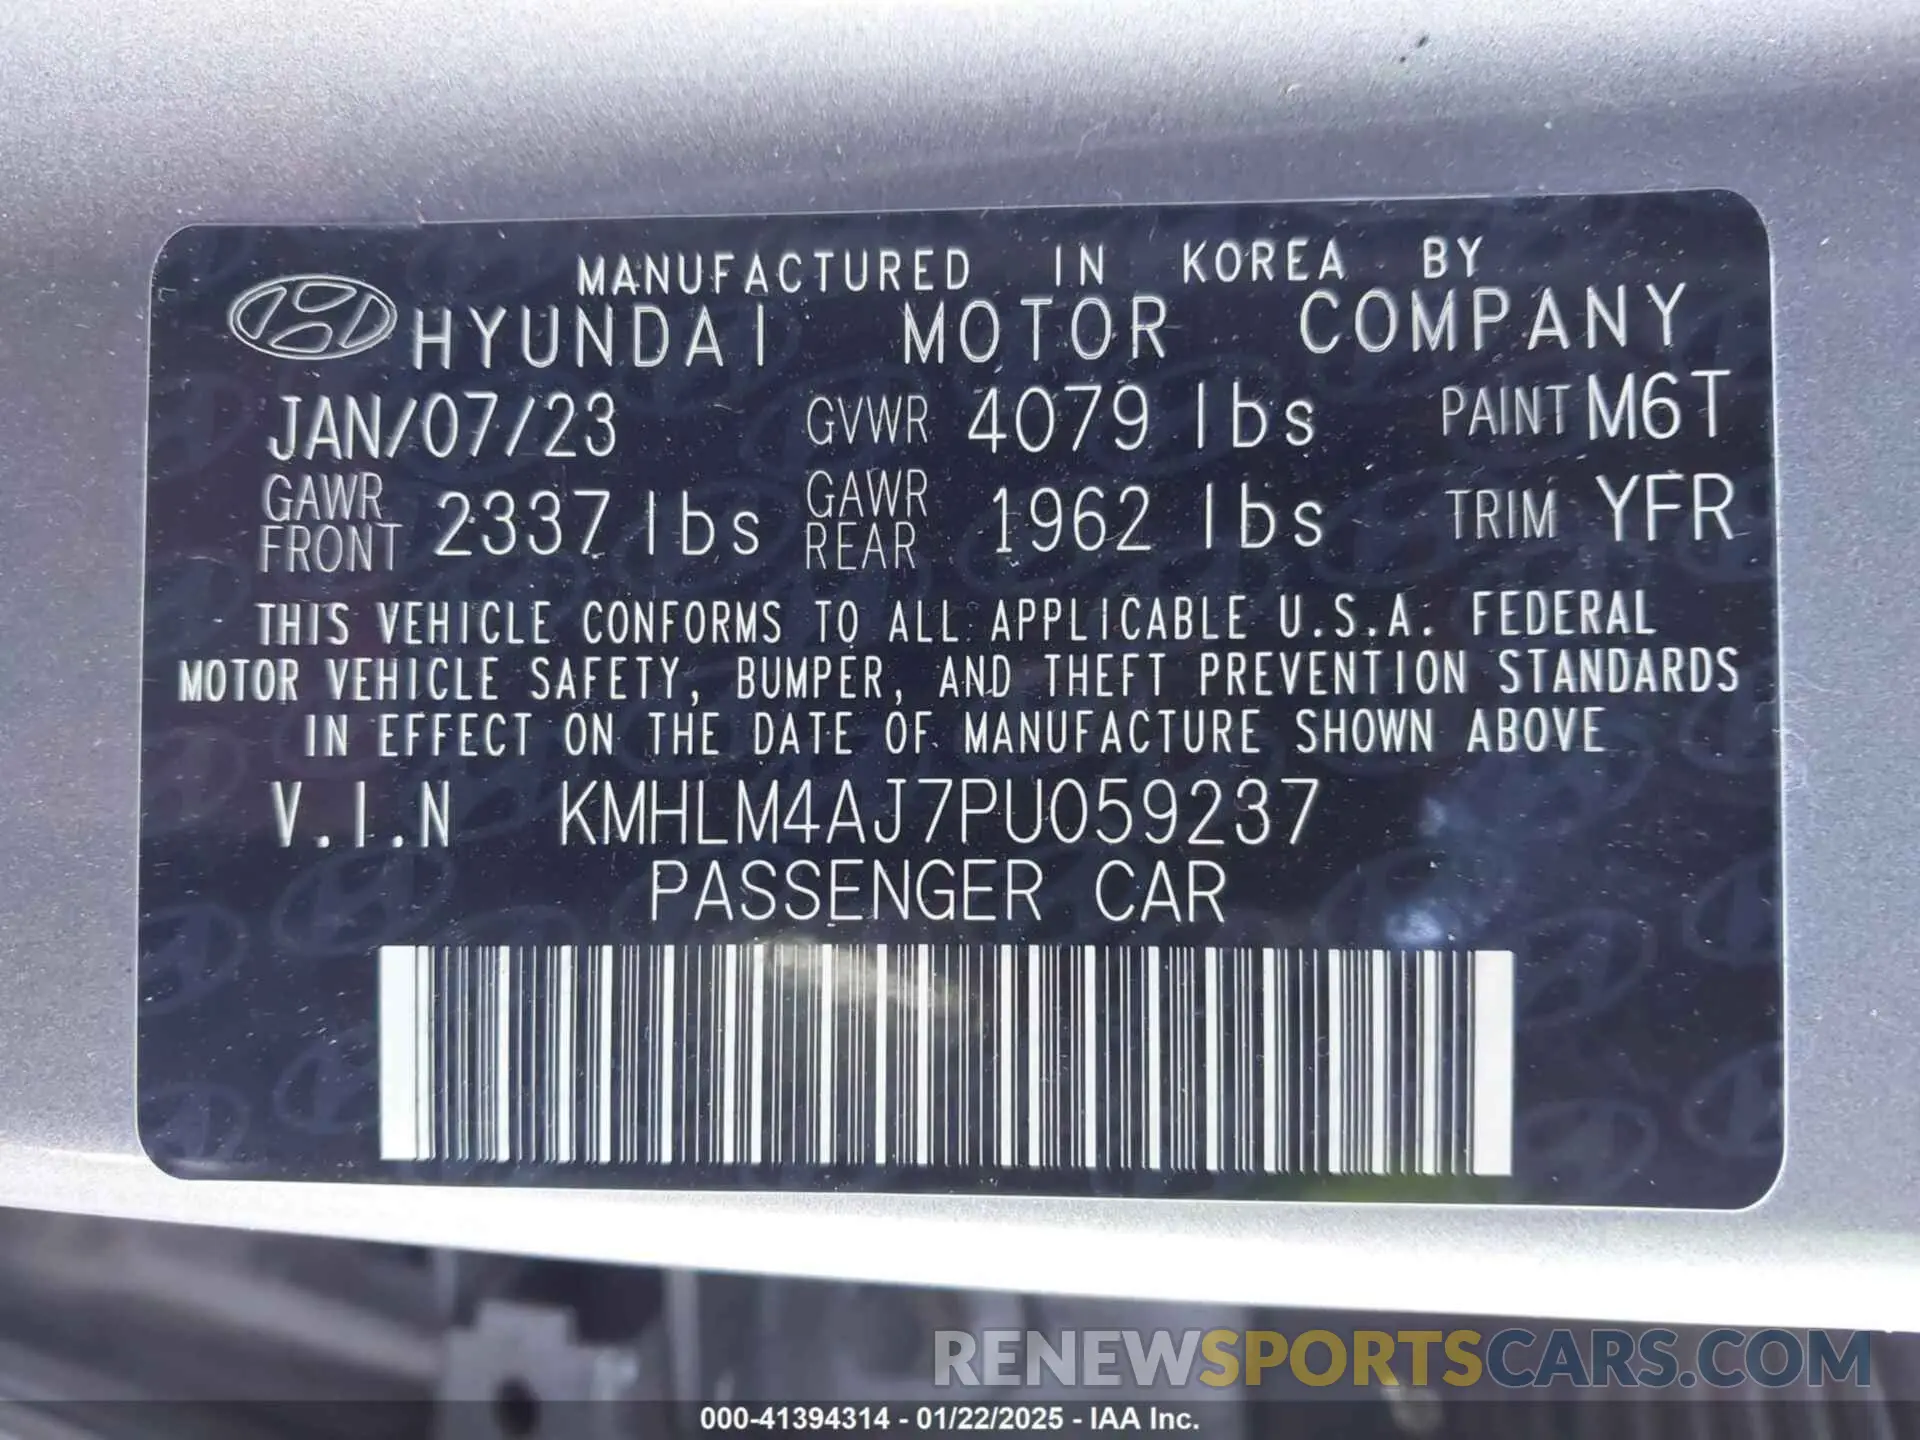 MANUFACTURED IN KOREA BY
HYUNDAI MOTOR COMPANY
JAN/07/23 GVWR 4079 lbs PAINT M6T
GAWR FRONT 2337 lbs GAWR REAR 1962 lbs TRIM YFR
THIS VEHICLE CONFORMS TO ALL APPLICABLE U.S.A. FEDERAL
MOTOR VEHICLE SAFETY, BUMPER, AND THEFT PREVENTION STANDARDS
IN EFFECT ON THE DATE OF MANUFACTURE SHOWN ABOVE
V.I.N KMHLM4AJ7PU059237
PASSENGER CAR
RENEWSPORTSCARS.COM
000-41394314 - 01/22/2025 - IAA Inc.